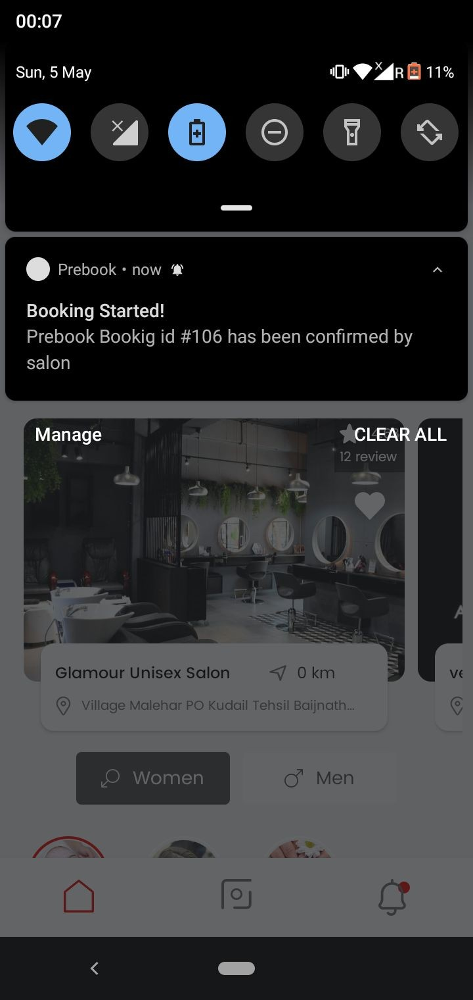 00:07
Sun, 5 May
R 11%
Prebook • now
Booking Started!
Prebook Bookig id #106 has been confirmed by
salon
Manage
CLEAR ALL
12 review
Glamour Unisex Salon
0 km
Village Malehar PO Kudail Tehsil Baijnath...
Women
Men